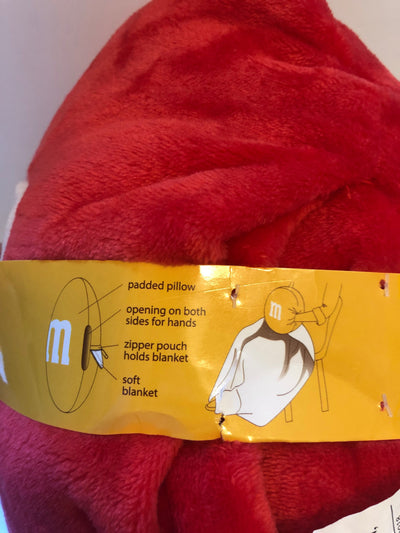 padded pillow
opening on both
sides for hands
zipper pouch
holds blanket
soft
blanket
m
m